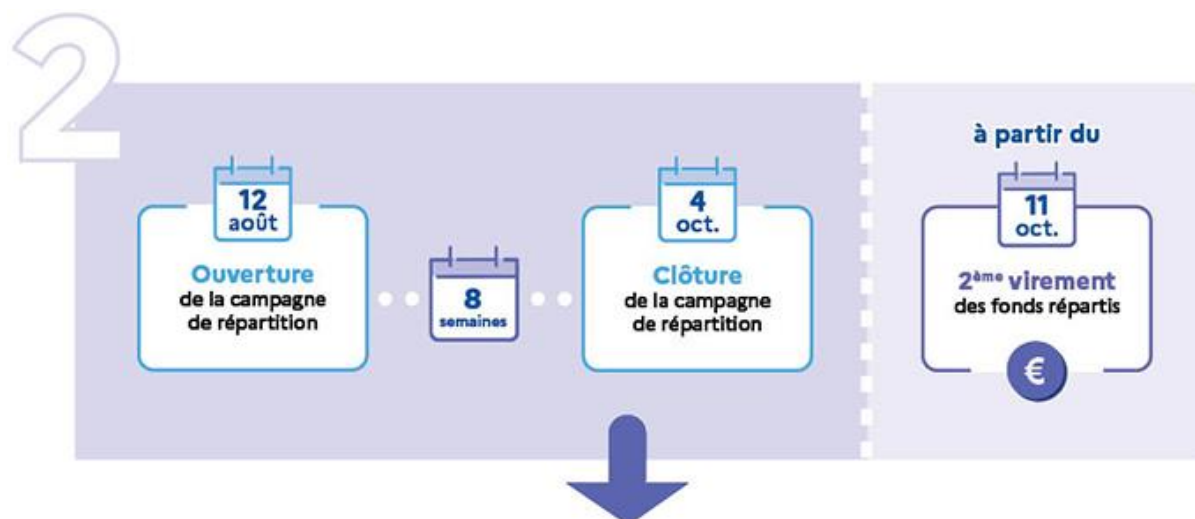 2
12
août
Ouverture
de la campagne
de répartition
8
semaines
4
oct.
Clôture
de la campagne
de répartition
à partir du
11
oct.
2ème virement
des fonds répartis
€